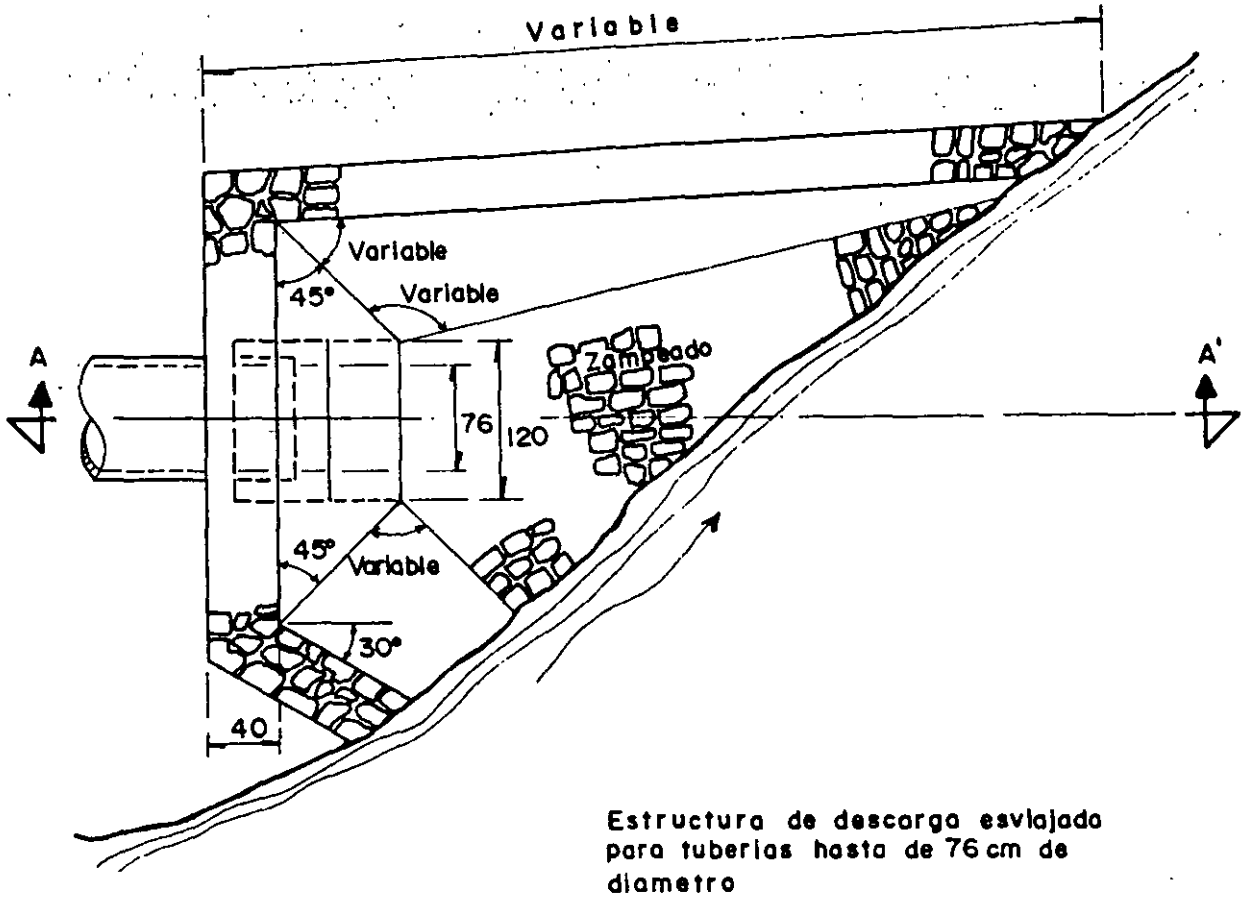 Variable
Variable
45°
Variable
A
Zampeado
A'
76
120
45°
Variable
30°
40
Estructura de descarga esviajada
para tuberias hasta de 76 cm de
diametro